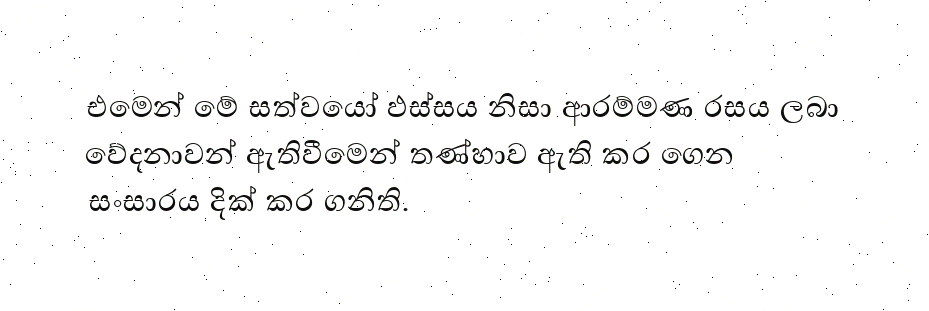 එමෙන් මේ සත්වයෝ ඵස්සය නිසා ආරම්මණ රසය ලබා
වේදනාවන් ඇතිවීමෙන් තණ්හාව ඇති කර ගෙන
සංසාරය දික් කර ගනිති.